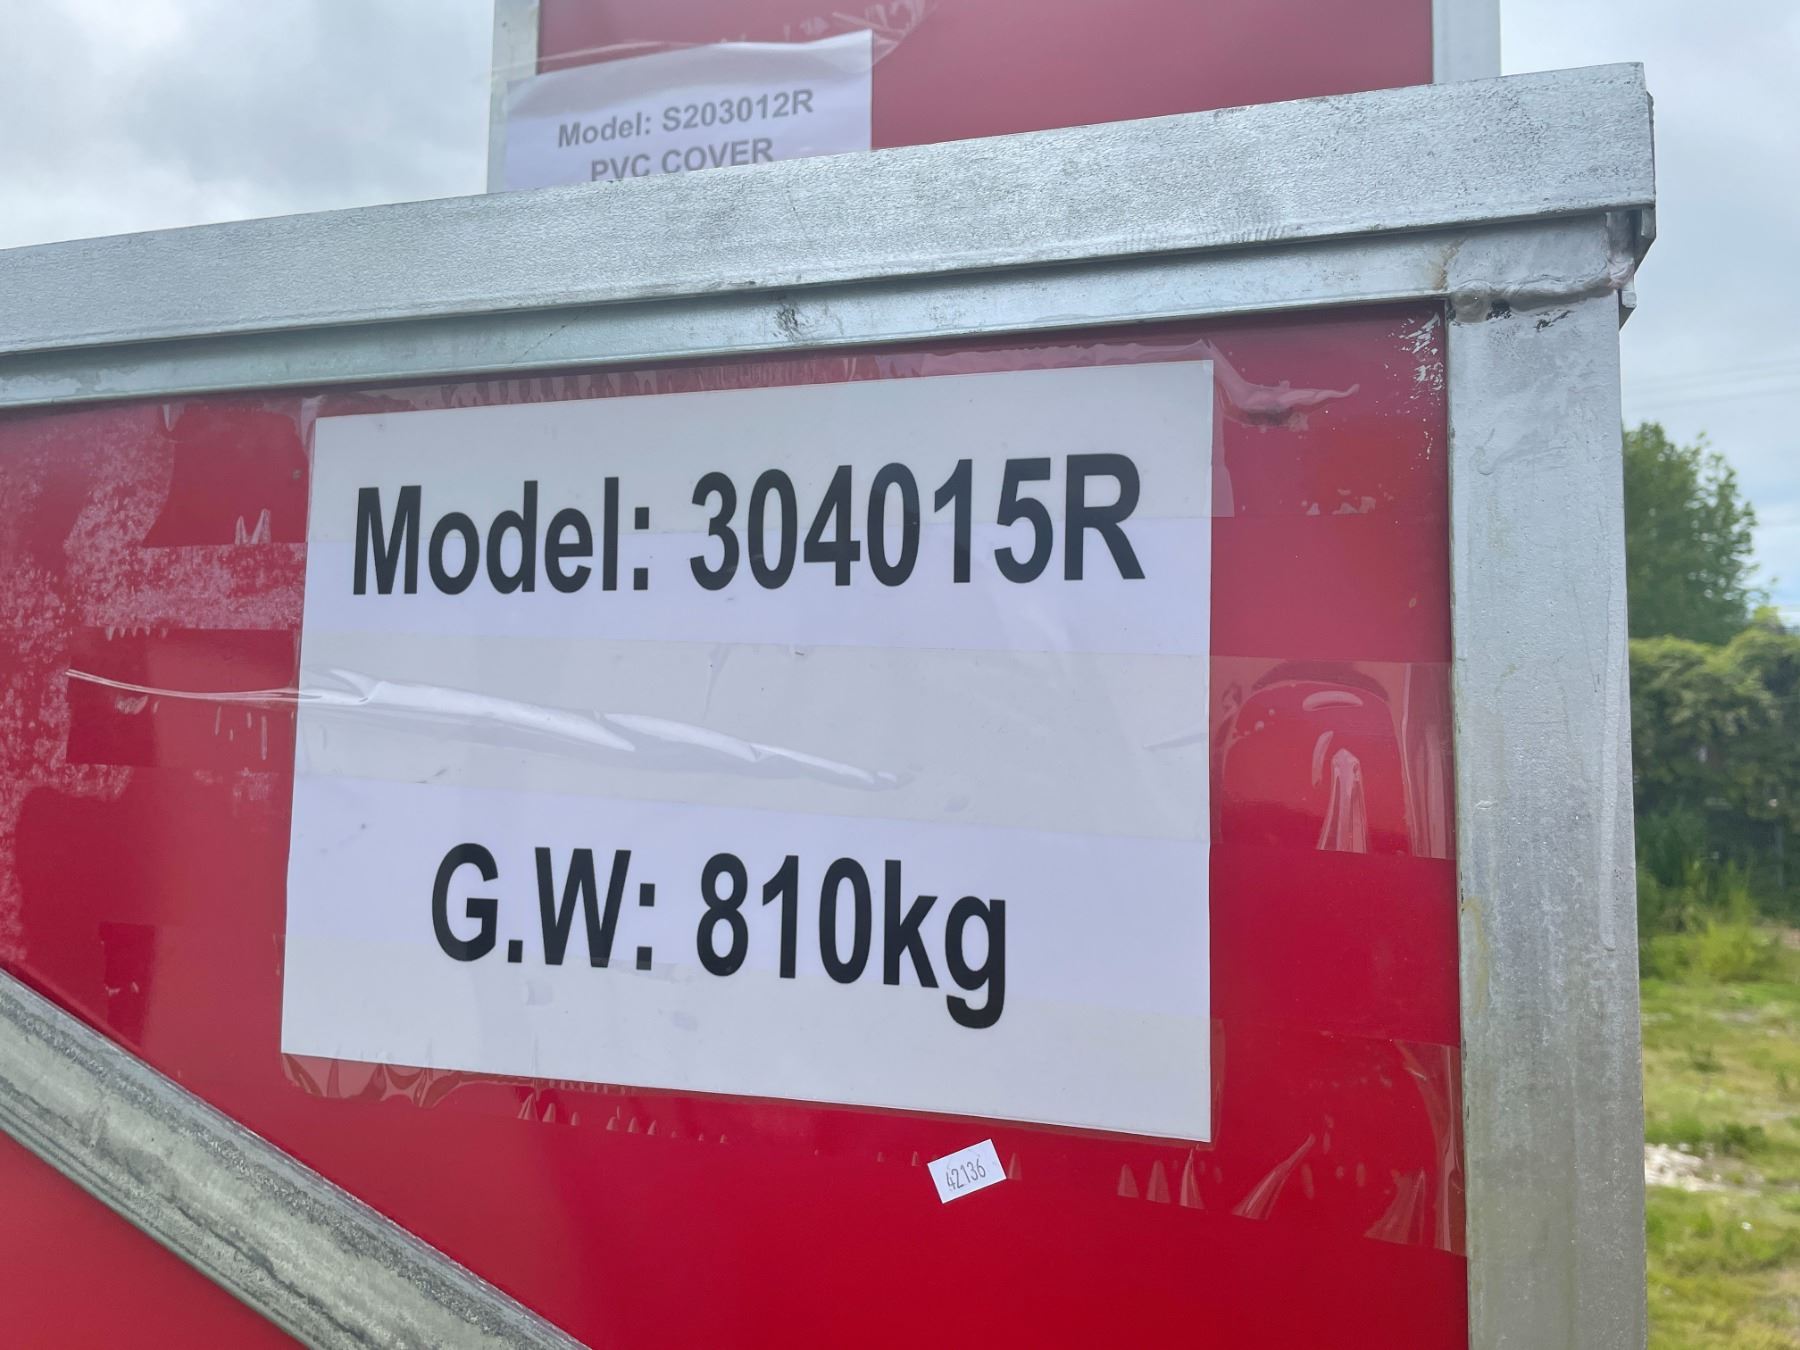 Model: S203012R
PVC COVER
Model: 304015R
G.W: 810kg
42136